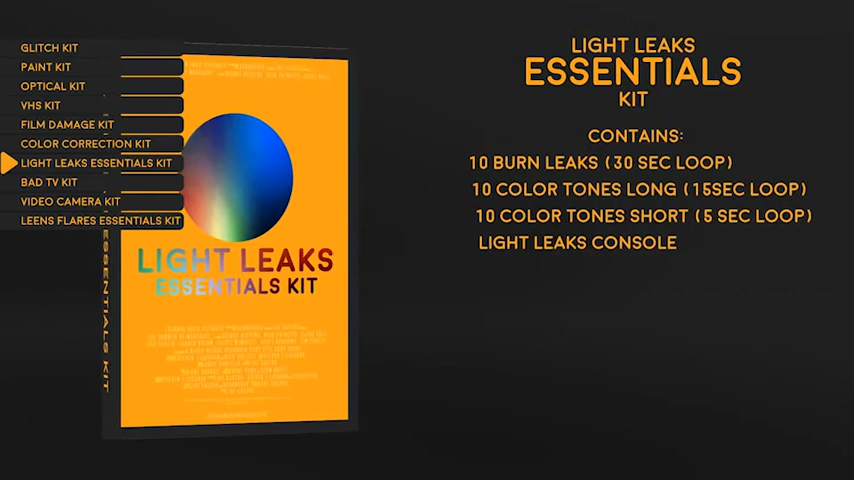 GLITCH KIT
PAINT KIT
OPTICAL KIT
VHS KIT
FILM DAMAGE KIT
COLOR CORRECTION KIT
LIGHT LEAKS ESSENTIALS KIT
BAD TV KIT
VIDEO CAMERA KIT
LEENS FLARES ESSENTIALS KIT
ESSENTIALS KIT
LIGHT LEAKS
ESSENTIALS KIT
LIGHT LEAKS
ESSENTIALS
KIT
CONTAINS:
10 BURN LEAKS (30 SEC LOOP)
10 COLOR TONES LONG (15SEC LOOP)
10 COLOR TONES SHORT (5 SEC LOOP)
LIGHT LEAKS CONSOLE